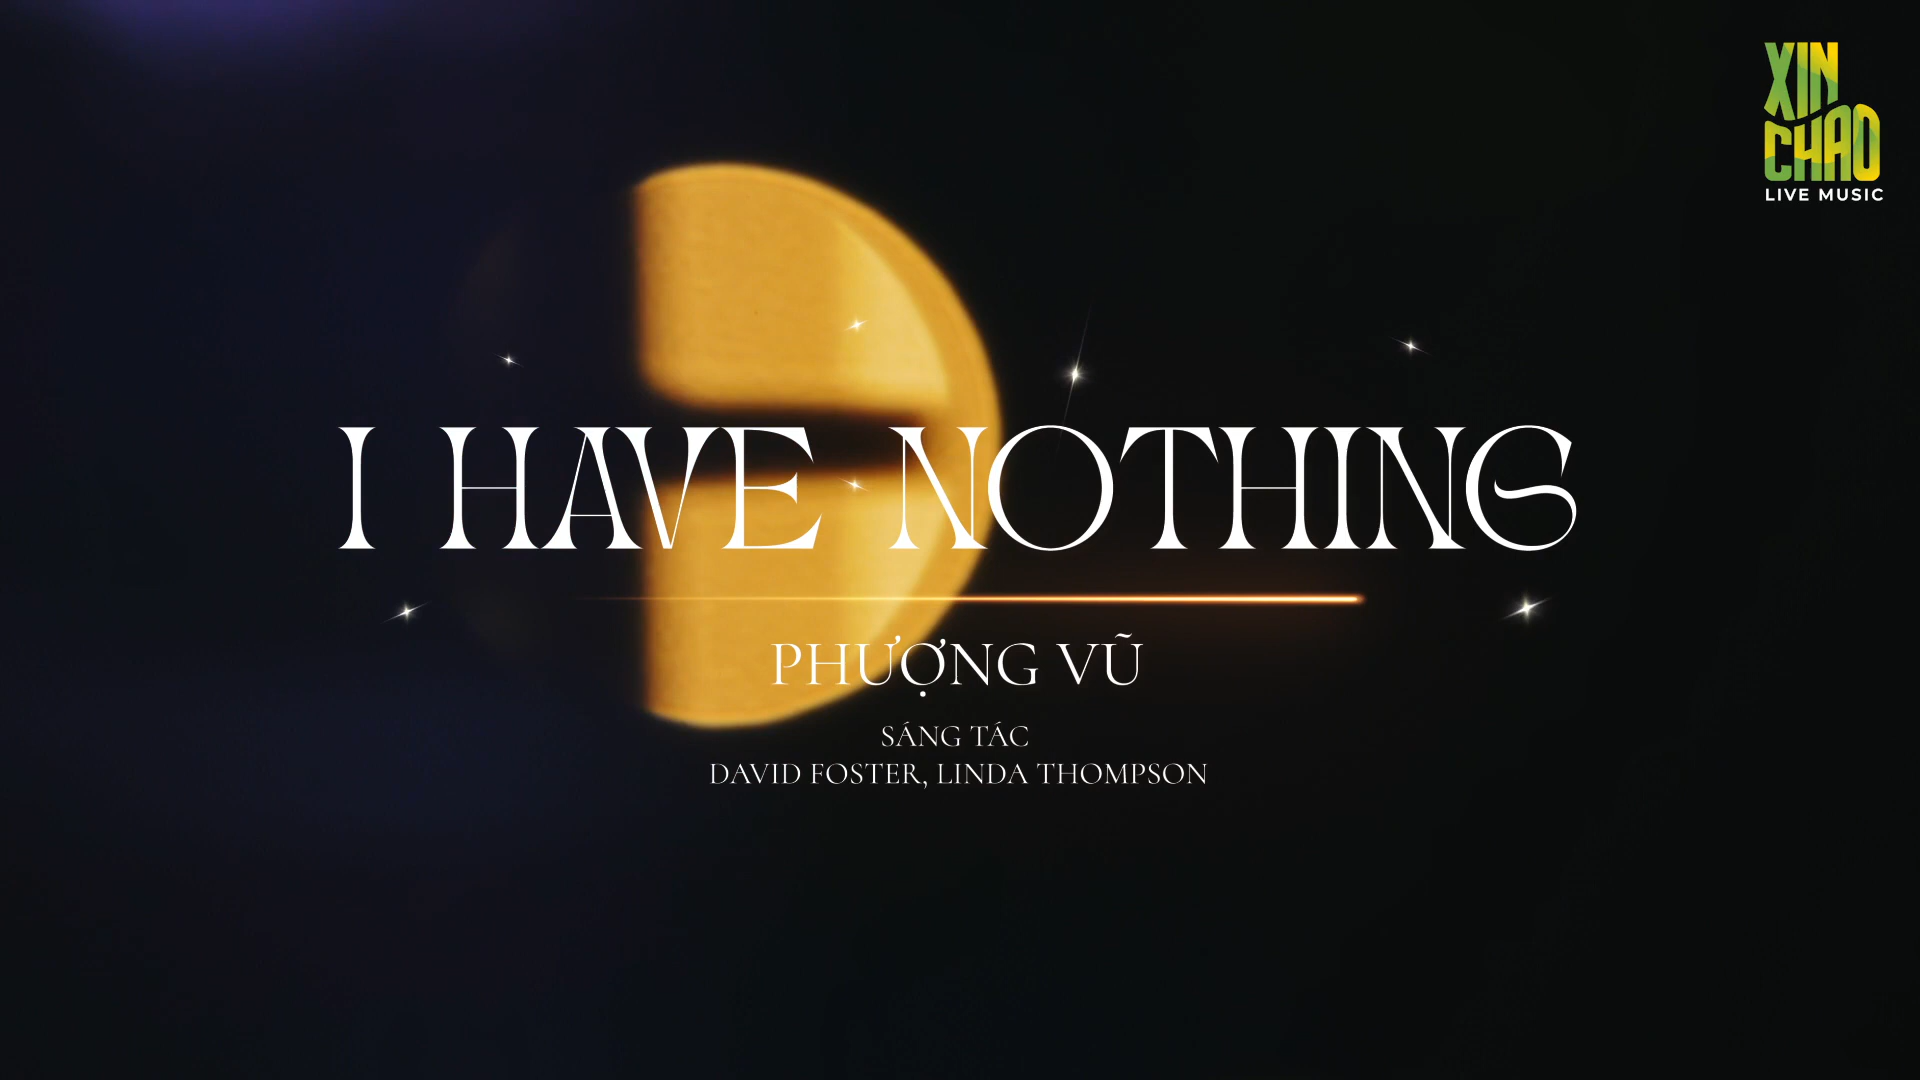 XIN
CHAO
LIVE MUSIC
I HAVE NOTHING
PHƯỢNG VŨ
SÁNG TÁC
DAVID FOSTER, LINDA THOMPSON